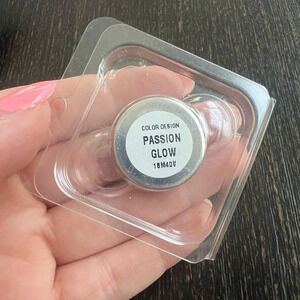 COLOR DESIGN
PASSION
GLOW
16M40V